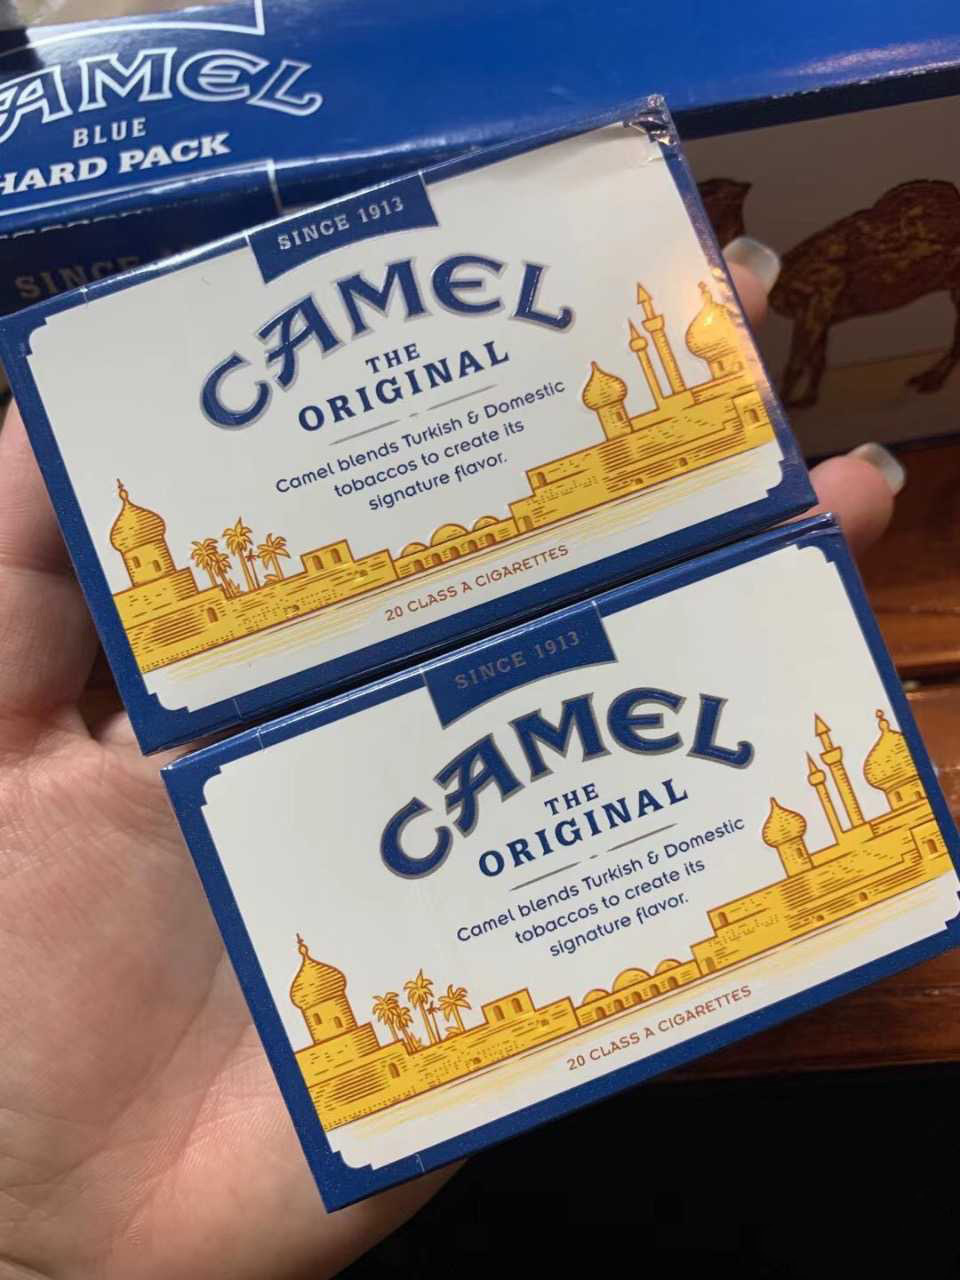 CAMEL
BLUE
HARD PACK
SINCE
SINCE 1913
CAMEL
THE
ORIGINAL
Camel blends Turkish & Domestic
tobaccos to create its
signature flavor.
20 CLASS A CIGARETTES
SINCE 1913
CAMEL
THE
ORIGINAL
Camel blends Turkish & Domestic
tobaccos to create its
signature flavor.
20 CLASS A CIGARETTES